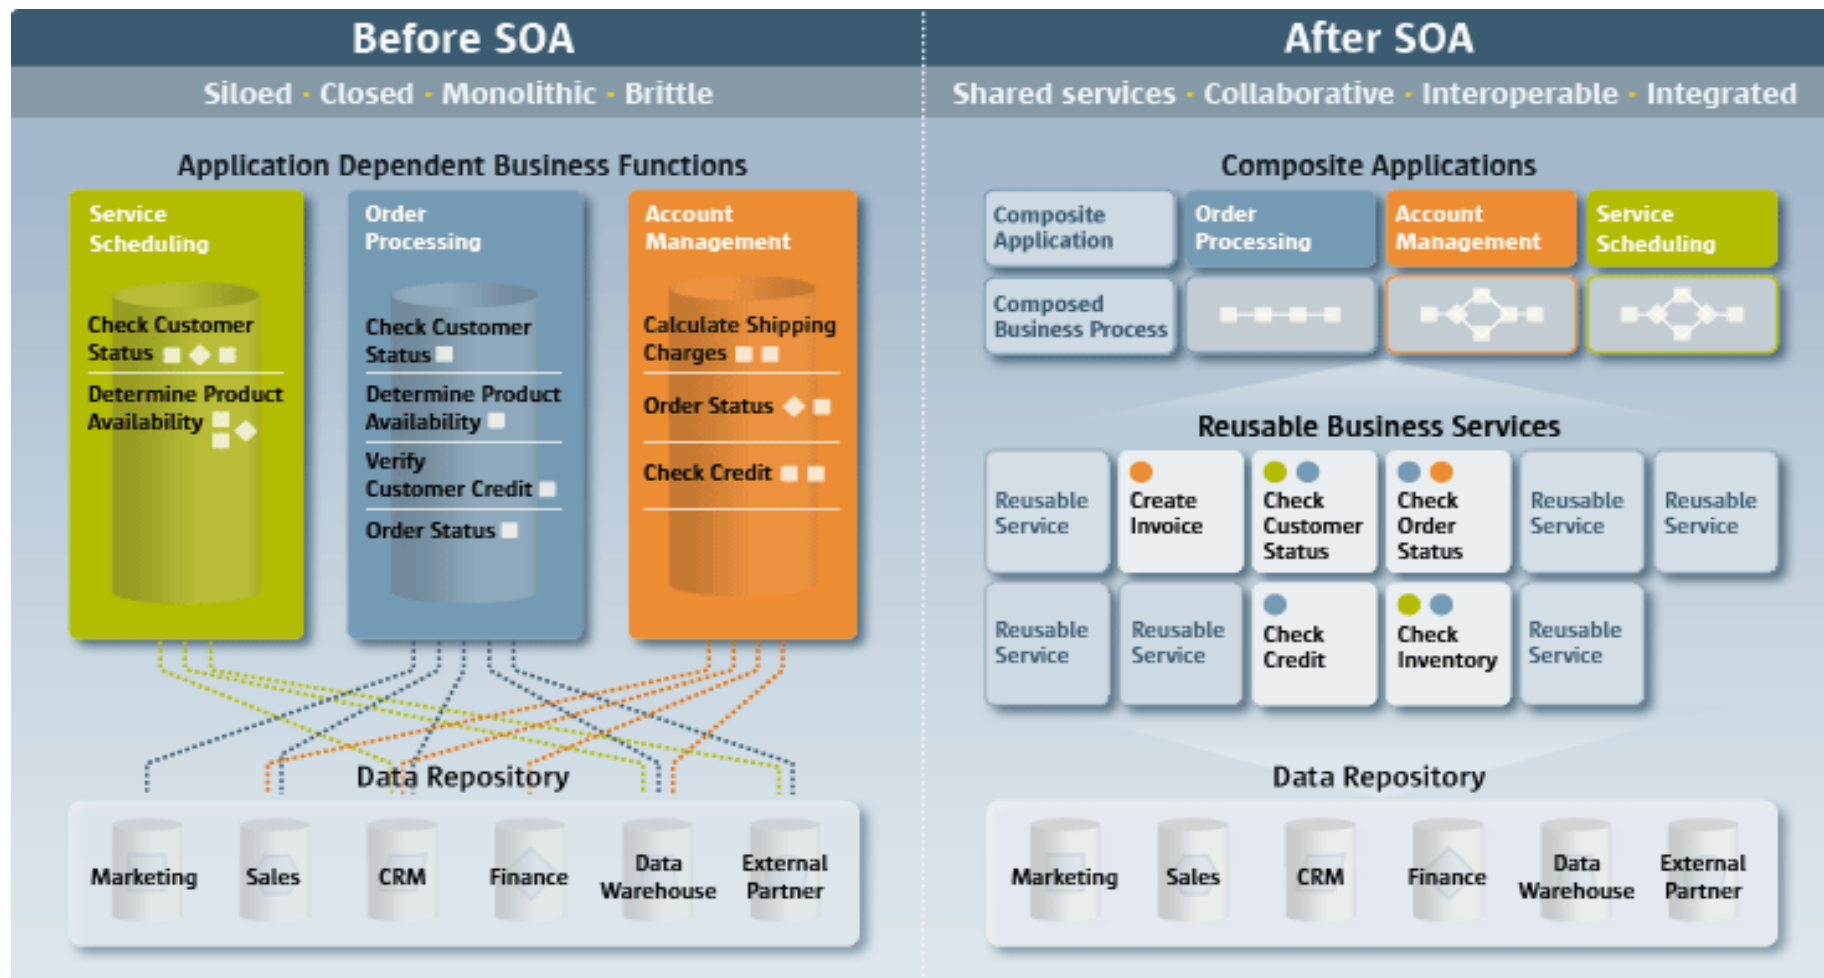 Before SOA
Siloed · Closed · Monolithic · Brittle
Application Dependent Business Functions
Service
Scheduling
Check Customer
Status
Determine Product
Availability
Order
Processing
Check Customer
Status
Determine Product
Availability
Verify
Customer Credit
Order Status
Account
Management
Calculate Shipping
Charges
Order Status
Check Credit
Data Repository
Marketing
Sales
CRM
Finance
Data
Warehouse
External
Partner
After SOA
Shared services · Collaborative · Interoperable · Integrated
Composite Applications
Composite
Application
Order
Processing
Account
Management
Service
Scheduling
Composed
Business Process
Reusable Business Services
Reusable
Service
Create
Invoice
Check
Customer
Status
Check
Order
Status
Reusable
Service
Reusable
Service
Reusable
Service
Reusable
Service
Check
Credit
Check
Inventory
Reusable
Service
Data Repository
Marketing
Sales
CRM
Finance
Data
Warehouse
External
Partner